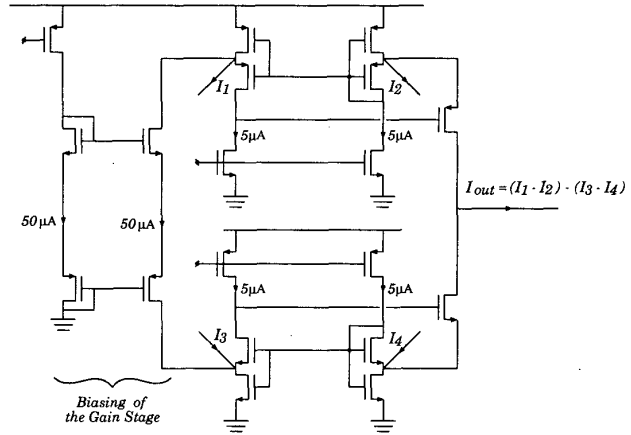 I1
I2
5μA
5μA
Iout = (I1 - I2) - (I3 - I4)
50μA
50μA
5μA
5μA
I3
I4
Biasing of
the Gain Stage